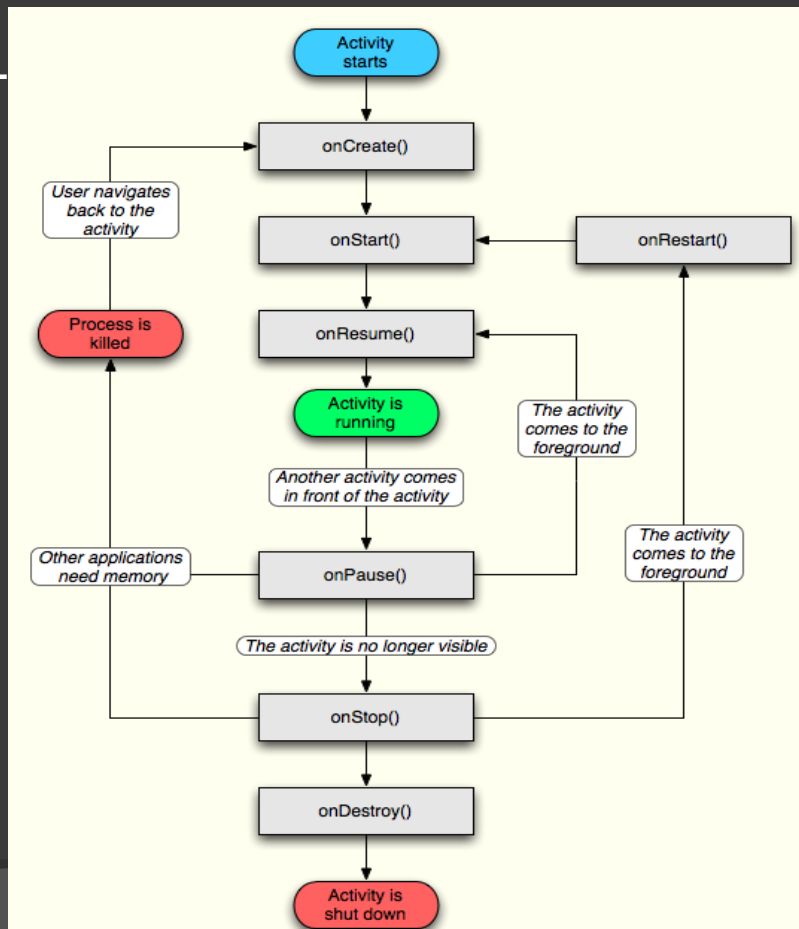 Activity
starts
onCreate()
User navigates
back to the
activity
onStart()
onRestart()
Process is
killed
onResume()
Activity is
running
The activity
comes to the
foreground
Another activity comes
in front of the activity
The activity
comes to the
foreground
Other applications
need memory
onPause()
The activity is no longer visible
onStop()
onDestroy()
Activity is
shut down